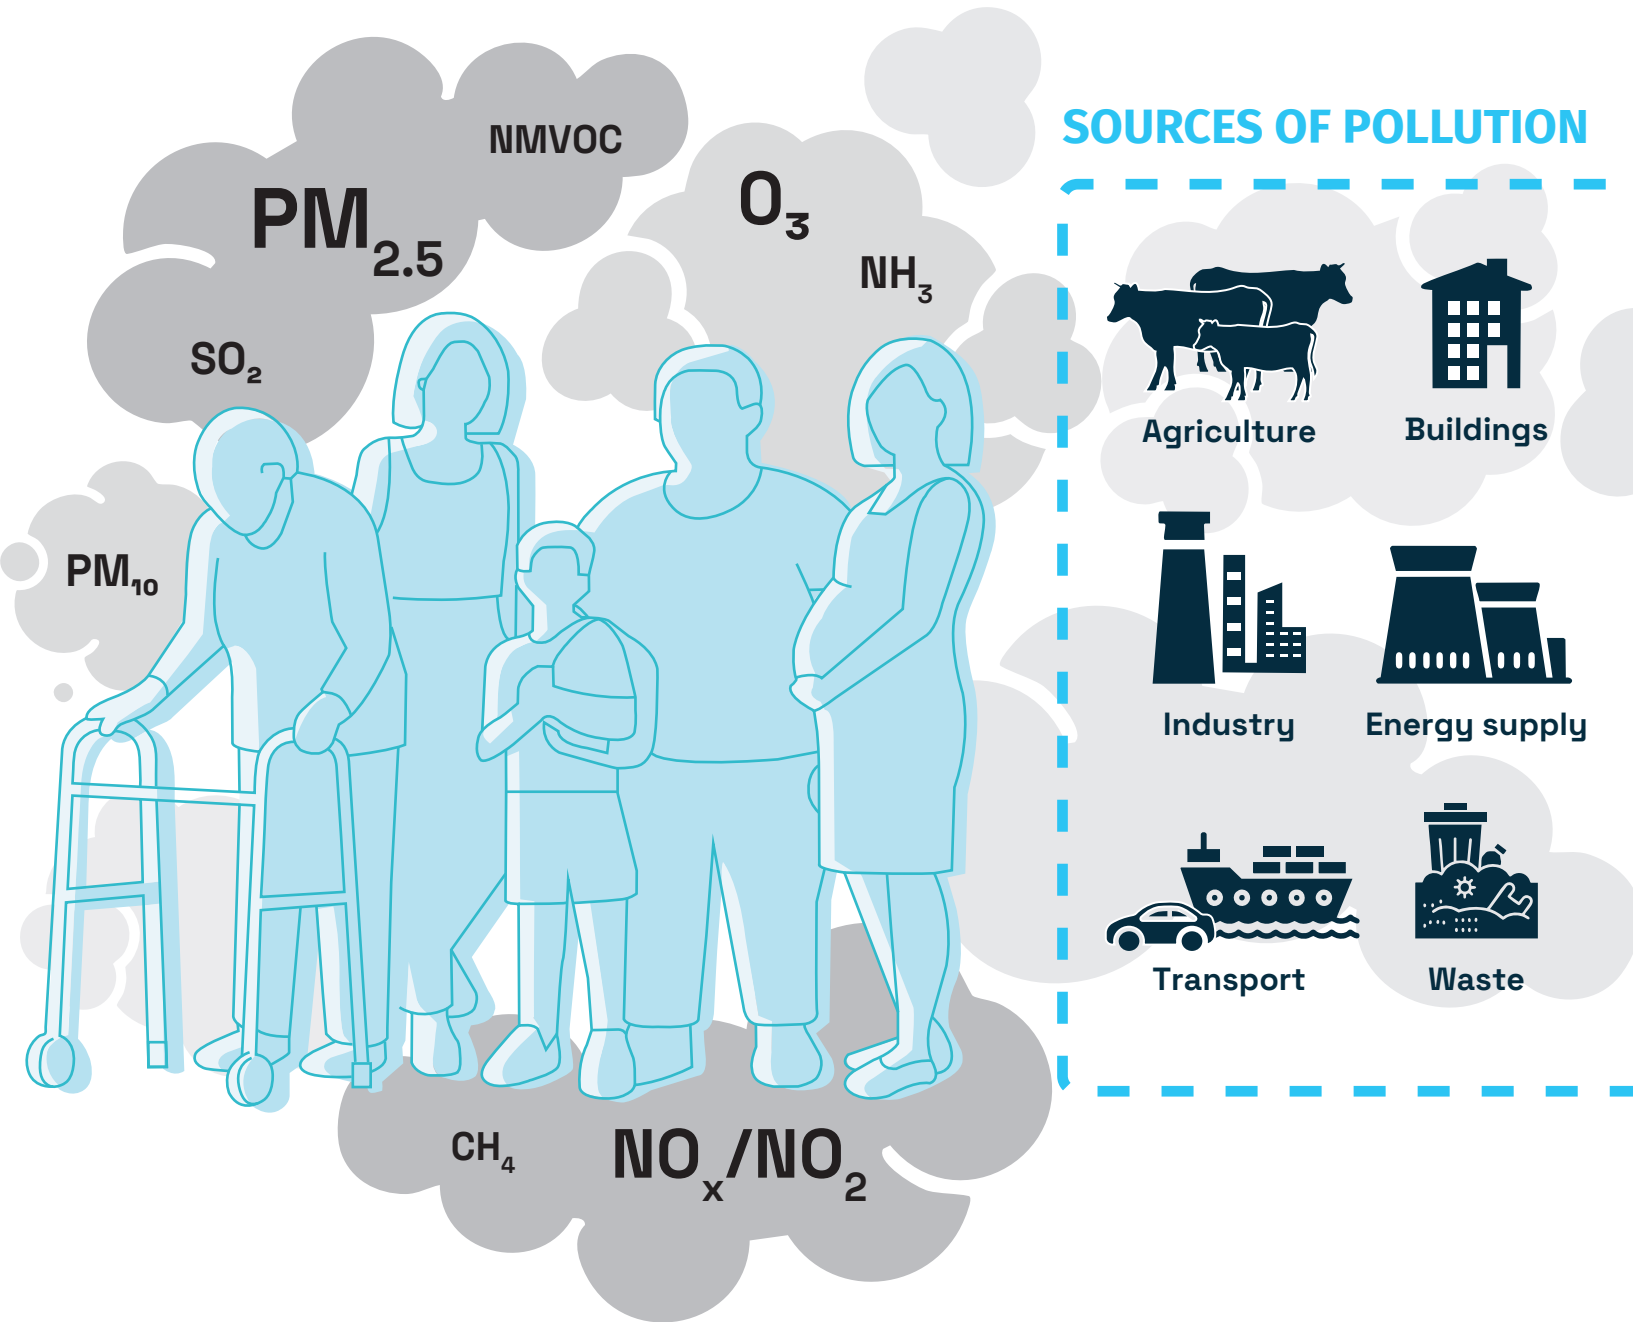 NMVOC
PM2.5
O3
NH3
SO2
PM10
CH4
NOx/NO2
SOURCES OF POLLUTION
Agriculture
Buildings
Industry
Energy supply
Transport
Waste